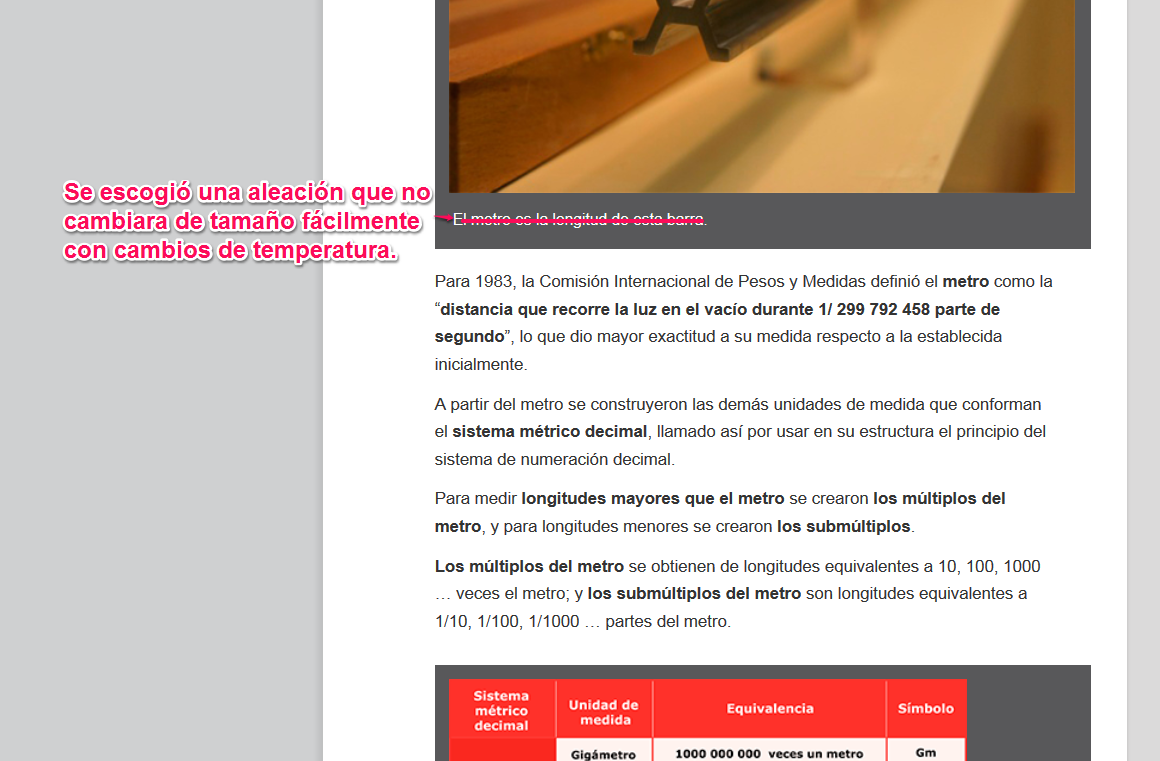 Se escogió una aleación que no
cambiara de tamaño fácilmente
con cambios de temperatura.
El metro es la longitud de esta barra.
Para 1983, la Comisión Internacional de Pesos y Medidas definió el metro como la
“distancia que recorre la luz en el vacío durante 1/ 299 792 458 parte de
segundo”, lo que dio mayor exactitud a su medida respecto a la establecida
inicialmente.
A partir del metro se construyeron las demás unidades de medida que conforman
el sistema métrico decimal, llamado así por usar en su estructura el principio del
sistema de numeración decimal.
Para medir longitudes mayores que el metro se crearon los múltiplos del
metro, y para longitudes menores se crearon los submúltiplos.
Los múltiplos del metro se obtienen de longitudes equivalentes a 10, 100, 1000
… veces el metro; y los submúltiplos del metro son longitudes equivalentes a
1/10, 1/100, 1/1000 … partes del metro.
Sistema métrico decimal Unidad de medida Equivalencia Símbolo
Gigámetro 1000 000 000 veces un metro Gm